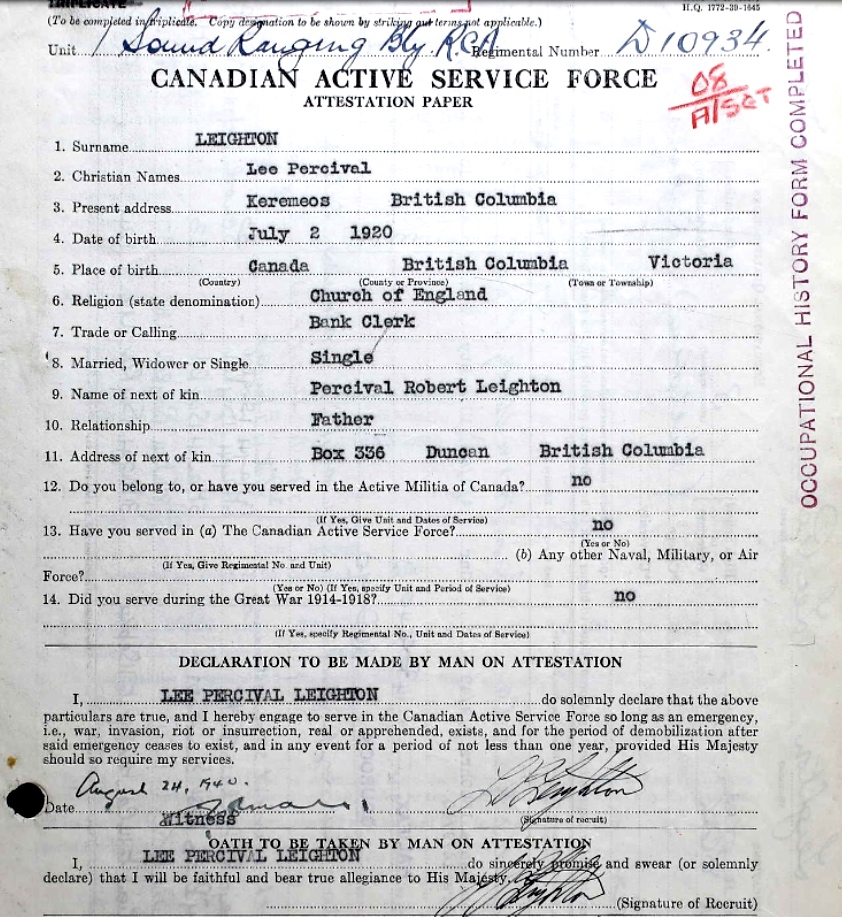 TRIPLICATE
H.Q. 1772-39-1645
(To be completed in triplicate. Copy designation to be shown by striking out terms not applicable.)
Unit 1 Sound Ranging Bty. R.C.A. Regimental Number D 10934.
CANADIAN ACTIVE SERVICE FORCE
ATTESTATION PAPER
08
A/SGT
OCCUPATIONAL HISTORY FORM COMPLETED
1. Surname LEIGHTON
2. Christian Names Lee Percival
3. Present address Keremeos British Columbia
4. Date of birth July 2 1920
5. Place of birth Canada British Columbia Victoria
(Country) (County or Province) (Town or Township)
6. Religion (state denomination) Church of England
7. Trade or Calling Bank Clerk
8. Married, Widower or Single Single
9. Name of next of kin Percival Robert Leighton
10. Relationship Father
11. Address of next of kin Box 336 Duncan British Columbia
12. Do you belong to, or have you served in the Active Militia of Canada? no
(If Yes, Give Unit and Dates of Service)
13. Have you served in (a) The Canadian Active Service Force? no
(Yes or No)
(b) Any other Naval, Military, or Air
(If Yes, Give Regimental No. and Unit)
Force?
(Yes or No) (If Yes, specify Unit and Period of Service)
14. Did you serve during the Great War 1914-1918? no
(If Yes, specify Regimental No., Unit and Dates of Service)
DECLARATION TO BE MADE BY MAN ON ATTESTATION
I, LEE PERCIVAL LEIGHTON do solemnly declare that the above
particulars are true, and I hereby engage to serve in the Canadian Active Service Force so long as an emergency,
i.e., war, invasion, riot or insurrection, real or apprehended, exists, and for the period of demobilization after
said emergency ceases to exist, and in any event for a period of not less than one year, provided His Majesty
should so require my services.
August 24, 1940.
Date Leighton
Witness (Signature of recruit)
OATH TO BE TAKEN BY MAN ON ATTESTATION
I, LEE PERCIVAL LEIGHTON do sincerely promise and swear (or solemnly
declare) that I will be faithful and bear true allegiance to His Majesty.
Leighton (Signature of Recruit)